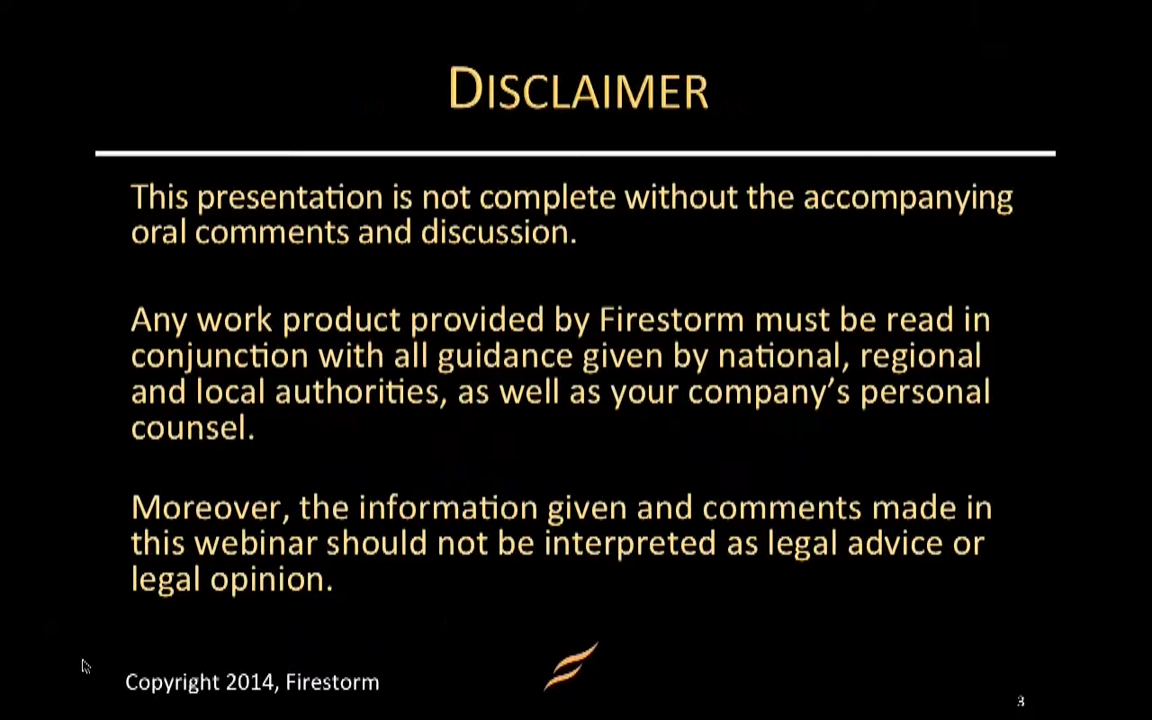 DISCLAIMER
This presentation is not complete without the accompanying
oral comments and discussion.
Any work product provided by Firestorm must be read in
conjunction with all guidance given by national, regional
and local authorities, as well as your company’s personal
counsel.
Moreover, the information given and comments made in
this webinar should not be interpreted as legal advice or
legal opinion.
Copyright 2014, Firestorm
3